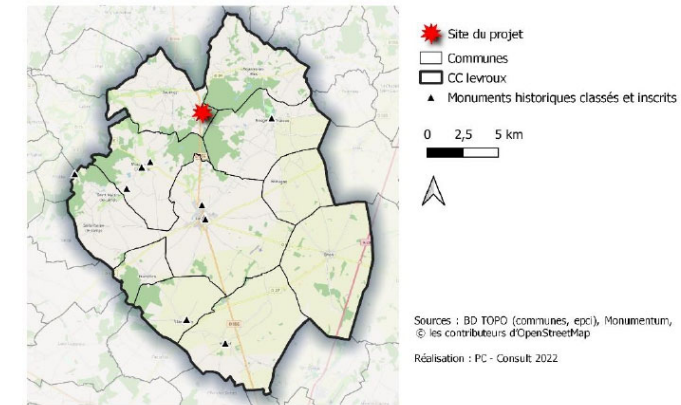 Site du projet
Communes
CC levroux
Monuments historiques classés et inscrits
0 2,5 5 km
Sources : BD TOPO (communes, epci), Monumentum,
© les contributeurs d'OpenStreetMap
Réalisation : PC - Consult 2022